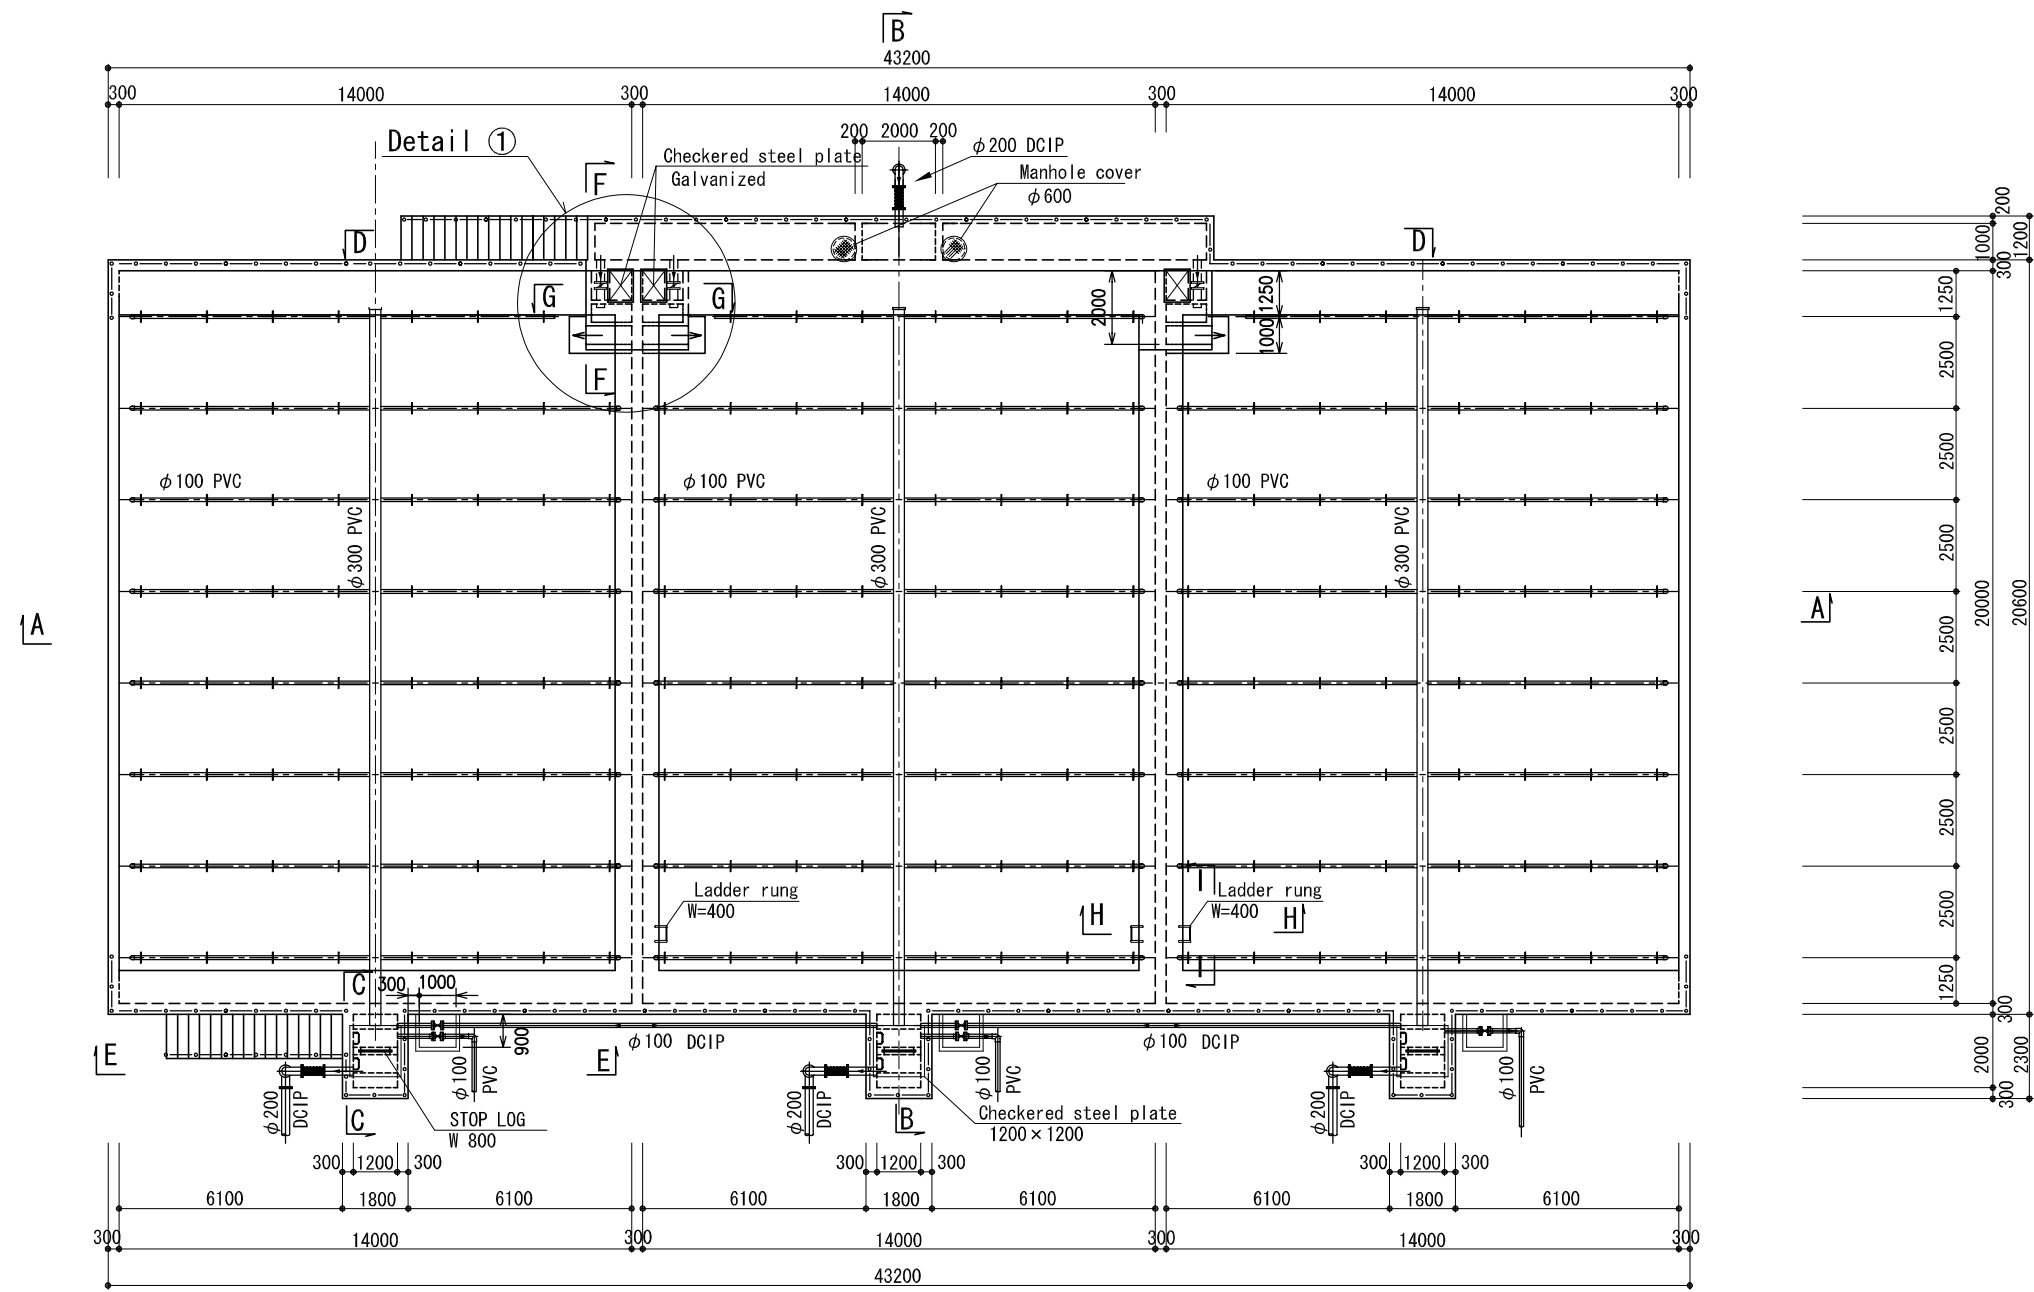 B
43200
300 14000 300 14000 300 14000 300
200 2000 200
Detail ①
Checkered steel plate
Galvanized
φ200 DCIP
Manhole cover
φ600
F
D
D
G
G
F
2000
1250
1000
φ100 PVC
φ100 PVC
φ100 PVC
φ300 PVC
φ300 PVC
φ300 PVC
A
A
200
1000
1200
300
1250
2500
2500
2500
2500
2500
2500
2500
1250
20000
20600
300
2000
2300
300
Ladder rung
W=400
H
I
Ladder rung
W=400
H
I
C
300 1000
900
E
E
φ100 DCIP
φ100 DCIP
φ200
DCIP
φ100
PVC
φ200
DCIP
φ100
PVC
φ200
DCIP
φ100
PVC
C
STOP LOG
W 800
B
Checkered steel plate
1200×1200
300 1200 300
300 1200 300
300 1200 300
6100 1800 6100 6100 1800 6100 6100 1800 6100
300 14000 300 14000 300 14000 300
43200